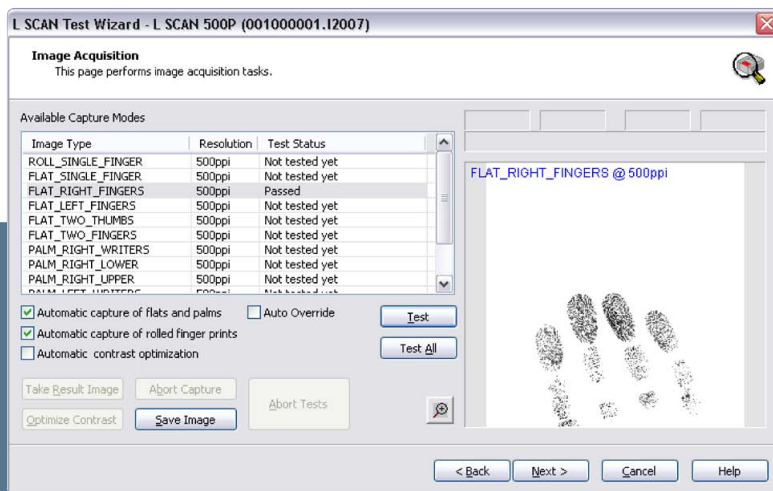 L SCAN Test Wizard - L SCAN 500P (001000001.I2007)
Image Acquisition
This page performs image acquisition tasks.
Available Capture Modes
Image Type Resolution Test Status
ROLL_SINGLE_FINGER 500ppi Not tested yet
FLAT_SINGLE_FINGER 500ppi Not tested yet
FLAT_RIGHT_FINGERS 500ppi Passed
FLAT_LEFT_FINGERS 500ppi Not tested yet
FLAT_TWO_THUMBS 500ppi Not tested yet
FLAT_TWO_FINGERS 500ppi Not tested yet
PALM_RIGHT_WRITERS 500ppi Not tested yet
PALM_RIGHT_LOWER 500ppi Not tested yet
PALM_RIGHT_UPPER 500ppi Not tested yet
PALM_LEFT_WRITERS 500ppi Not tested yet
FLAT_RIGHT_FINGERS @ 500ppi
Automatic capture of flats and palms Auto Override Test
Automatic capture of rolled finger prints
Automatic contrast optimization Test All
Take Result Image Abort Capture Abort Tests
Optimize Contrast Save Image
< Back Next > Cancel Help